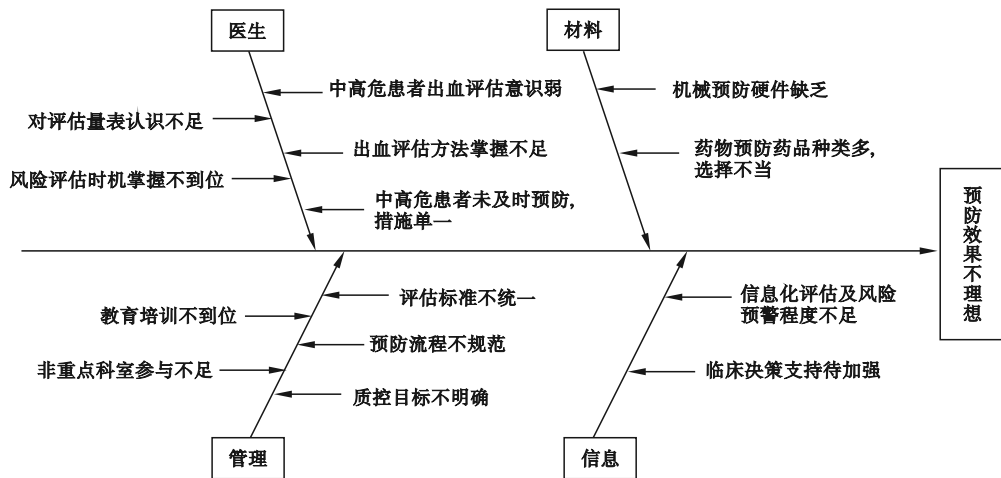 医生
材料
中高危患者出血评估意识弱
对评估量表认识不足
出血评估方法掌握不足
风险评估时机掌握不到位
中高危患者未及时预防,
措施单一
机械预防硬件缺乏
药物预防药品种类多,
选择不当
预
防
效
果
不
理
想
评估标准不统一
教育培训不到位
预防流程不规范
非重点科室参与不足
质控目标不明确
信息化评估及风险
预警程度不足
临床决策支持待加强
管理
信息